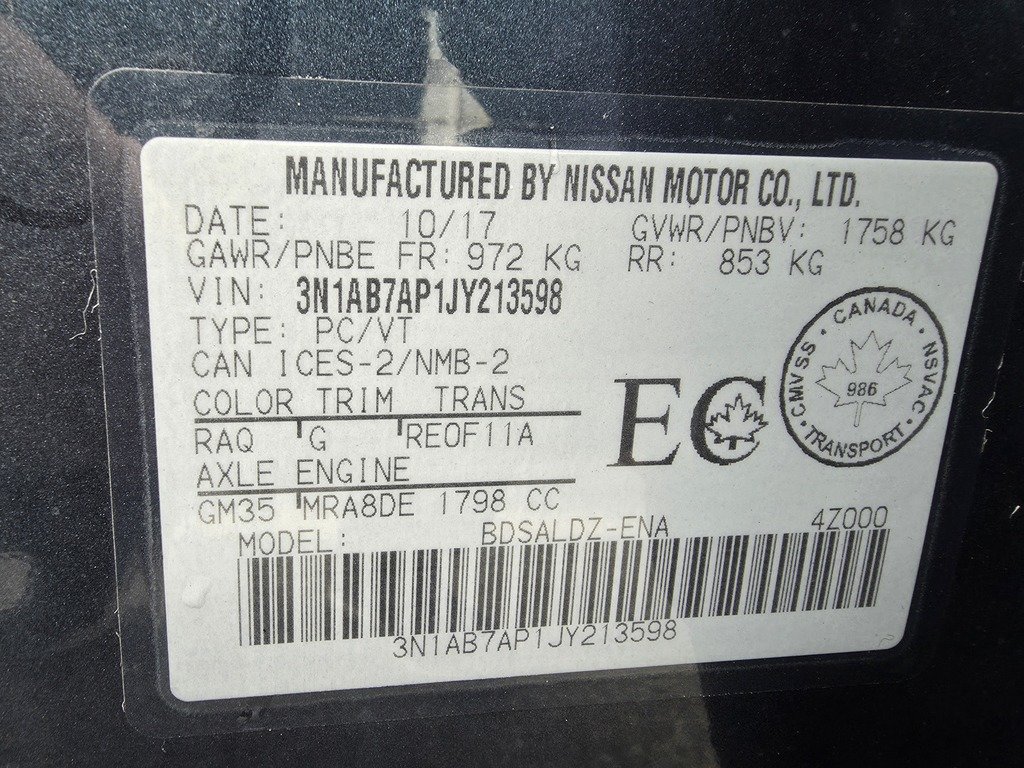 MANUFACTURED BY NISSAN MOTOR CO., LTD.
DATE: 10/17 GVWR/PNBV: 1758 KG
GAWR/PNBE FR: 972 KG RR: 853 KG
VIN: 3N1AB7AP1JY213598
TYPE: PC/VT
CAN ICES-2/NMB-2
COLOR TRIM TRANS
RAQ G RE0F11A
AXLE ENGINE
GM35 MRA8DE 1798 CC
EC
CANADA · NSVAC · TRANSPORT · CMVSS ·
986
MODEL: BDSALDZ-ENA 4Z000
3N1AB7AP1JY213598